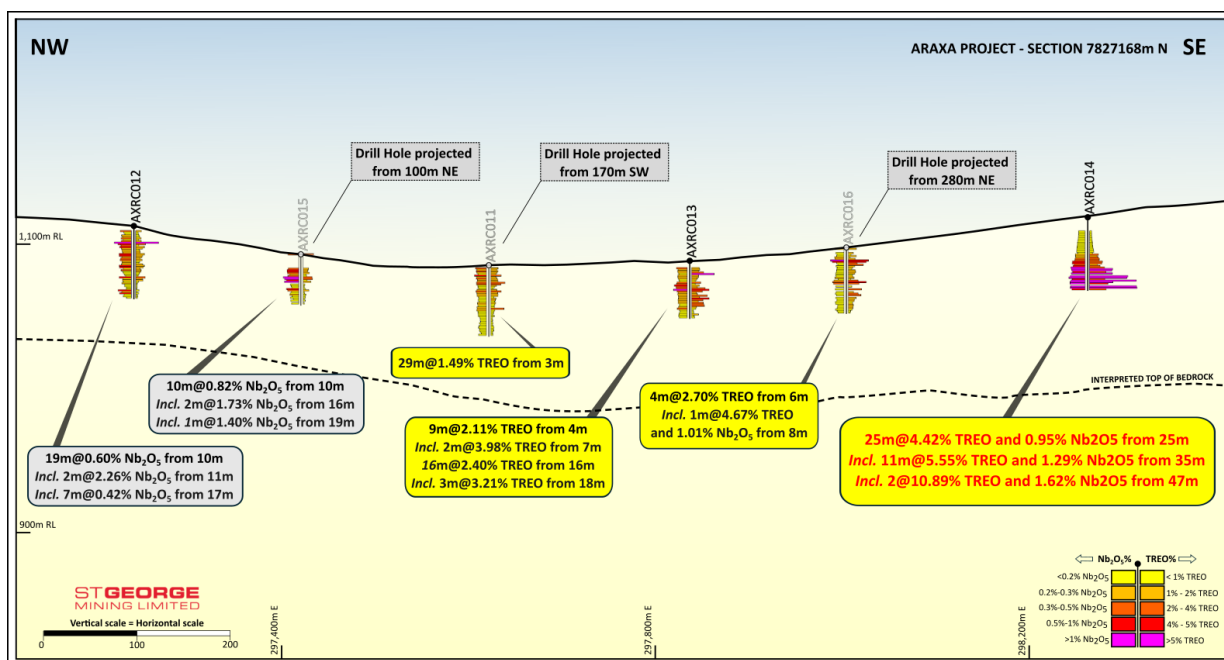 NW
ARAXA PROJECT - SECTION 7827168m N SE
Drill Hole projected
from 100m NE
Drill Hole projected
from 170m SW
Drill Hole projected
from 280m NE
AXRC012
AXRC015
AXRC011
AXRC013
AXRC016
AXRC014
1,100m RL
29m@1.49% TREO from 3m
10m@0.82% Nb₂O₅ from 10m
Incl. 2m@1.73% Nb₂O₅ from 16m
Incl. 1m@1.40% Nb₂O₅ from 19m
4m@2.70% TREO from 6m
Incl. 1m@4.67% TREO
and 1.01% Nb₂O₅ from 8m
INTERPRETED TOP OF BEDROCK
9m@2.11% TREO from 4m
Incl. 2m@3.98% TREO from 7m
16m@2.40% TREO from 16m
Incl. 3m@3.21% TREO from 18m
25m@4.42% TREO and 0.95% Nb2O5 from 25m
Incl. 11m@5.55% TREO and 1.29% Nb2O5 from 35m
Incl. 2@10.89% TREO and 1.62% Nb2O5 from 47m
19m@0.60% Nb₂O₅ from 10m
Incl. 2m@2.26% Nb₂O₅ from 11m
Incl. 7m@0.42% Nb₂O₅ from 17m
900m RL
STGEORGE
MINING LIMITED
Vertical scale = Horizontal scale
0 100 200
297,400m E
297,800m E
298,200m E
Nb₂O₅% TREO%
<0.2% Nb₂O₅ < 1% TREO
0.2%-0.3% Nb₂O₅ 1% - 2% TREO
0.3%-0.5% Nb₂O₅ 2% - 4% TREO
0.5%-1% Nb₂O₅ 4% - 5% TREO
>1% Nb₂O₅ >5% TREO